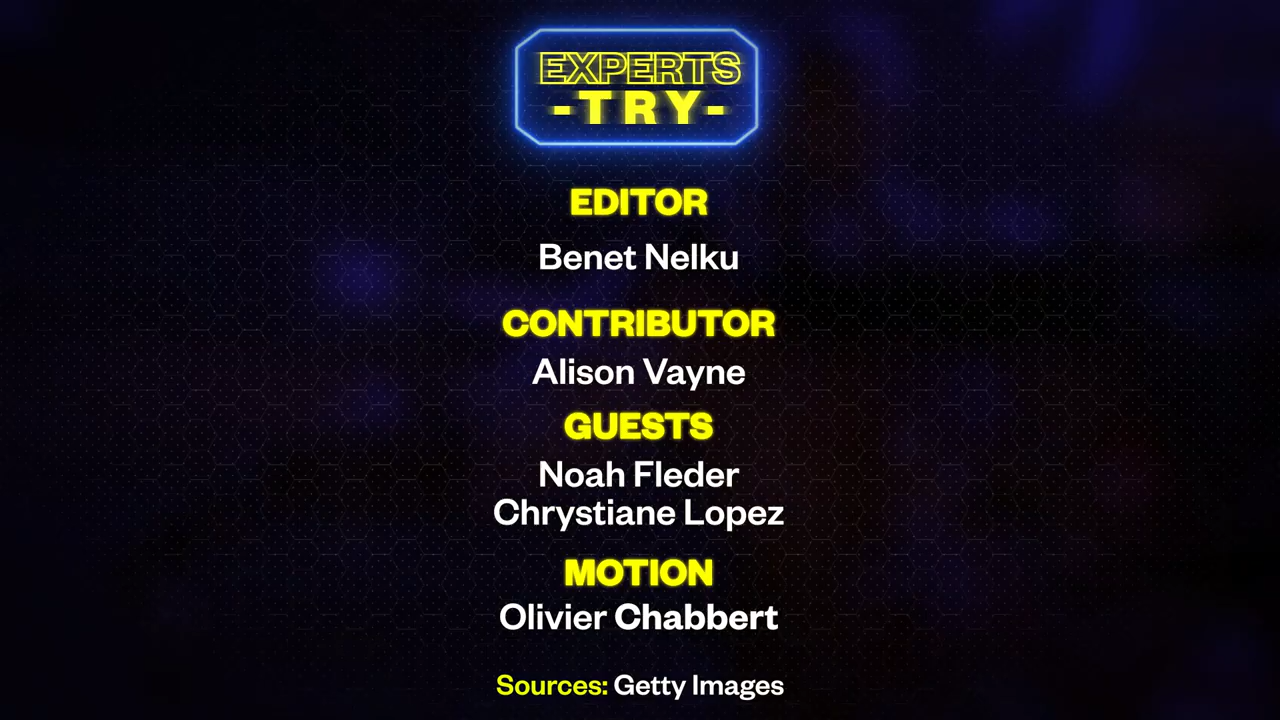 EXPERTS
-TRY-
EDITOR
Benet Nelku
CONTRIBUTOR
Alison Vayne
GUESTS
Noah Fleder
Chrystiane Lopez
MOTION
Olivier Chabbert
Sources: Getty Images